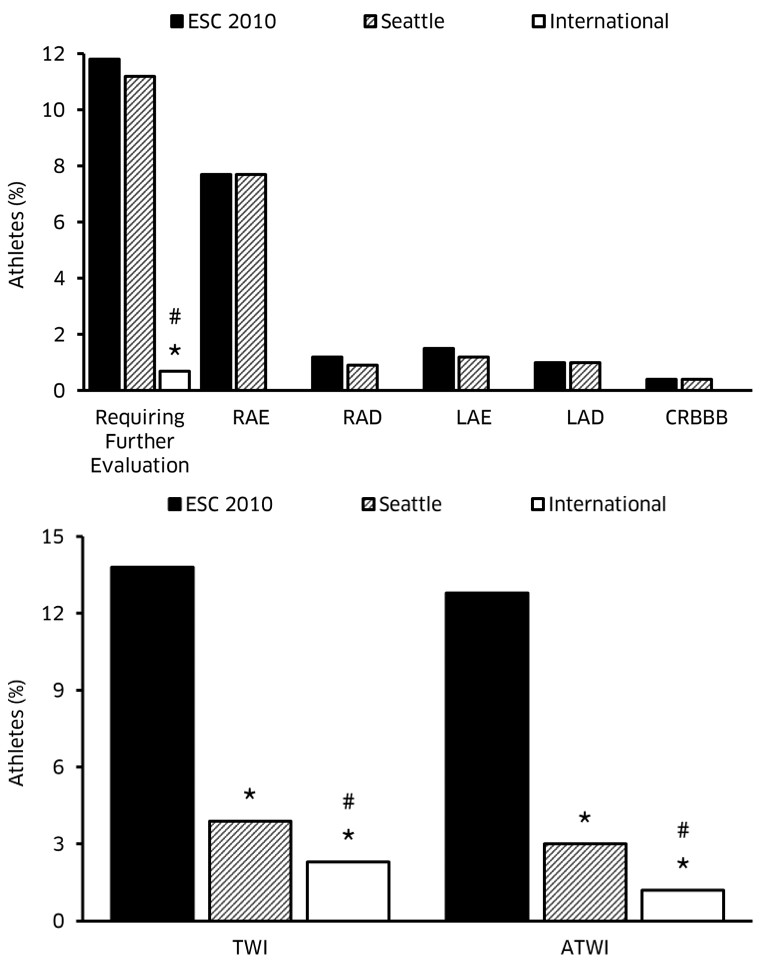 ESC 2010 Seattle International
12
10
8
6
4
2
0
Athletes (%)
#
*
Requiring
Further
Evaluation
RAE RAD LAE LAD CRBBB
ESC 2010 Seattle International
15
12
9
6
3
0
Athletes (%)
*
#
*
*
#
*
TWI ATWI